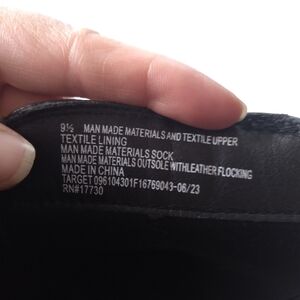 9½ MAN MADE MATERIALS AND TEXTILE UPPER
TEXTILE LINING
MAN MADE MATERIALS SOCK
MAN MADE MATERIALS OUTSOLE WITH LEATHER FLOCKING
MADE IN CHINA
TARGET 096104301F16769043-06/23
RN#17730